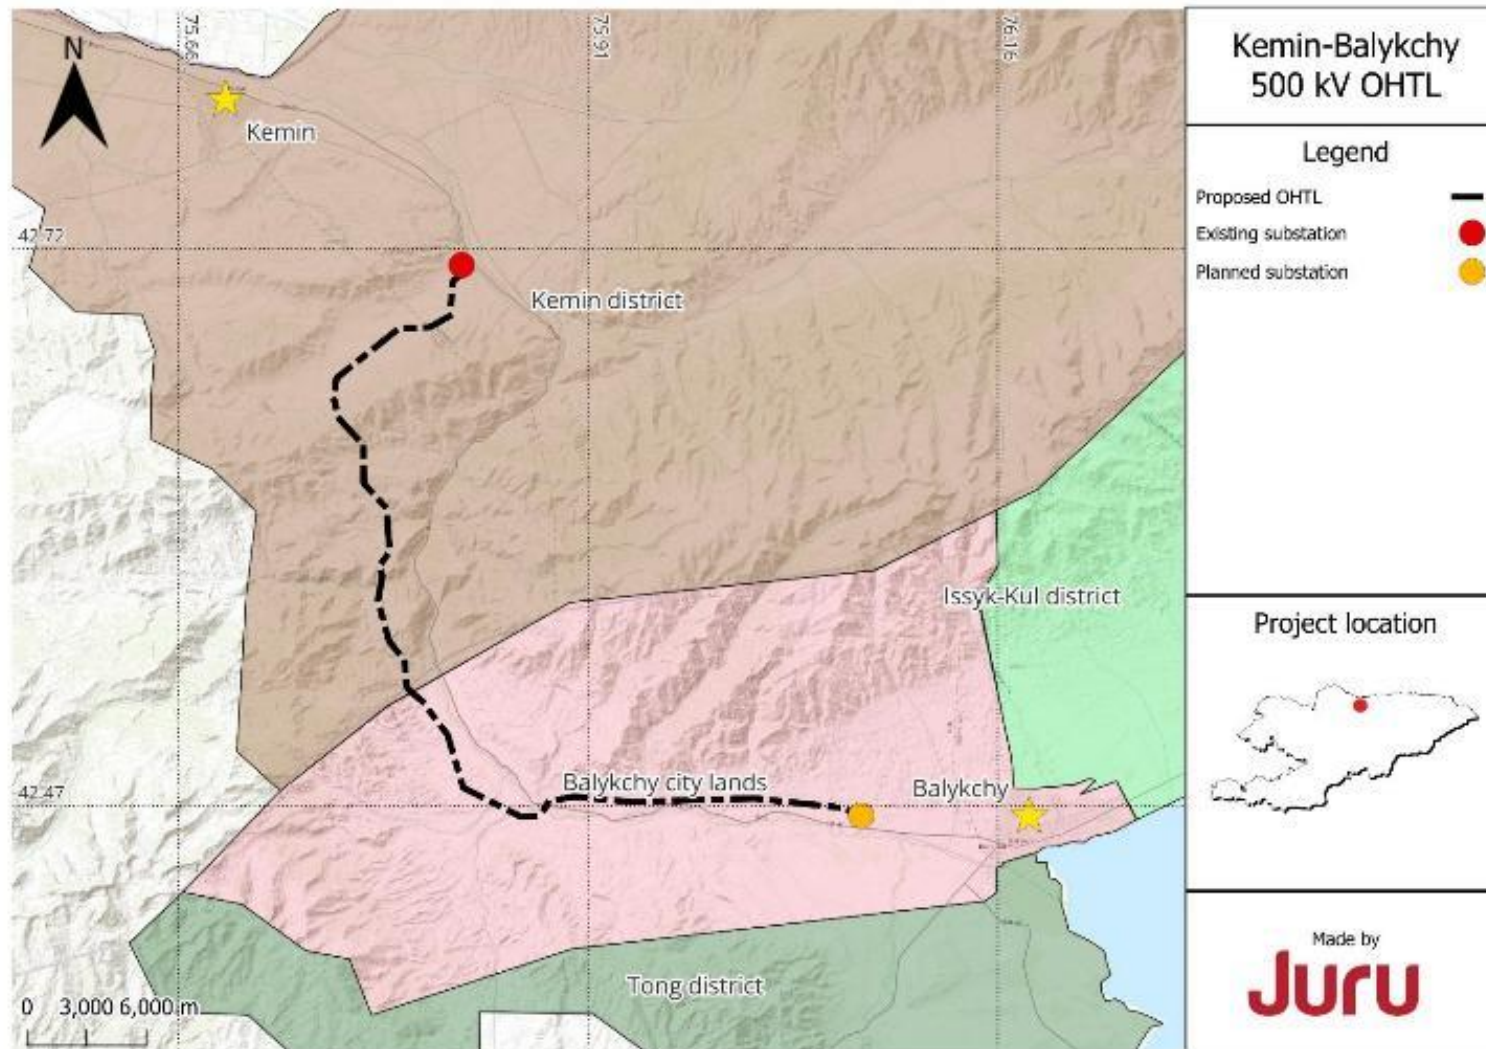 75.66
75.91
76.16
N
Kemin
42.72
Kemin district
Issyk-Kul district
42.47
Balykchy city lands
Balykchy
Tong district
0 3,000 6,000 m
Kemin-Balykchy
500 kV OHTL
Legend
Proposed OHTL
Existing substation
Planned substation
Project location
Made by
Juru